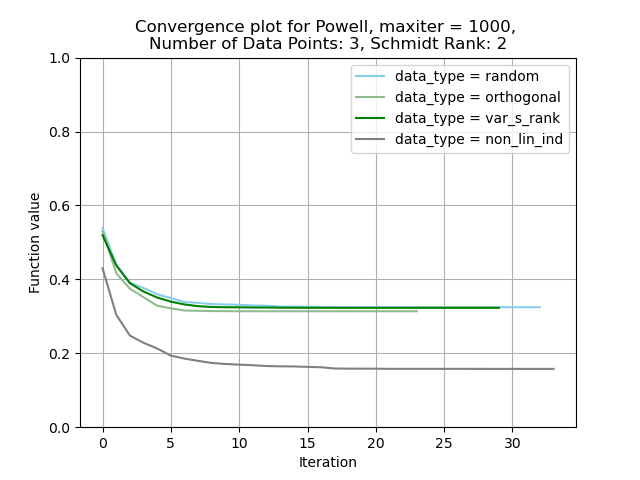 Convergence plot for Powell, maxiter = 1000,
Number of Data Points: 3, Schmidt Rank: 2
1.0
0.8
0.6
0.4
0.2
0.0
Function value
data_type = random
data_type = orthogonal
data_type = var_s_rank
data_type = non_lin_ind
0 5 10 15 20 25 30
Iteration